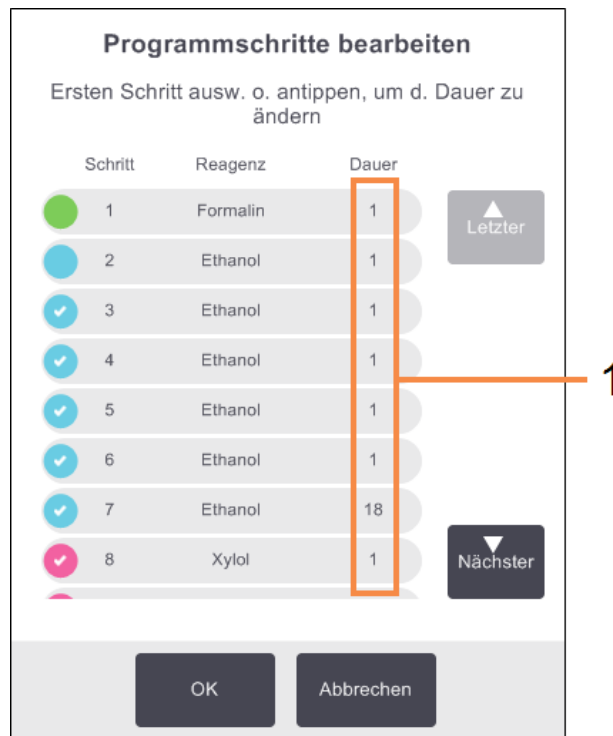 Programmschritte bearbeiten
Ersten Schritt ausw. o. antippen, um d. Dauer zu
ändern
Schritt Reagenz Dauer
1 Formalin 1
Letzter
2 Ethanol 1
3 Ethanol 1
4 Ethanol 1
1
5 Ethanol 1
6 Ethanol 1
7 Ethanol 18
8 Xylol 1
Nächster
OK Abbrechen